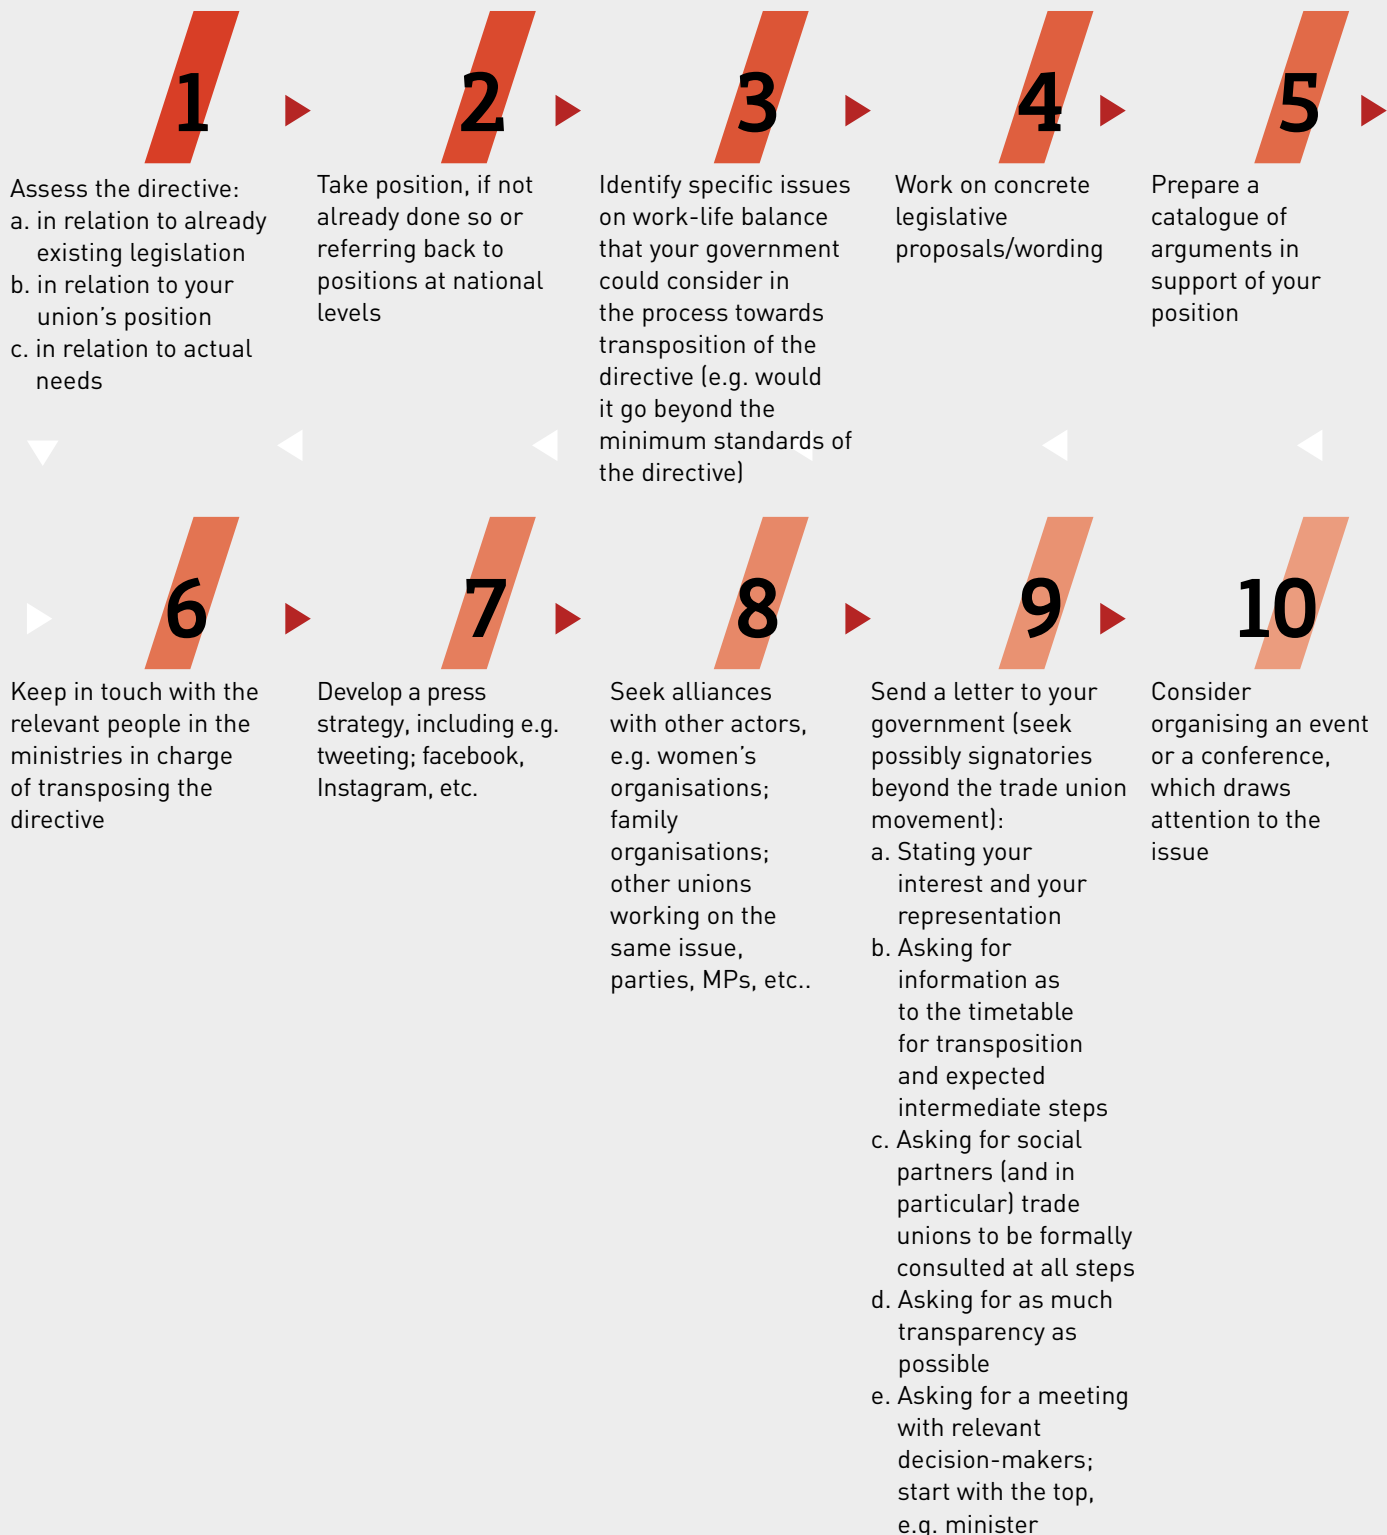 1
Assess the directive:
a. in relation to already
existing legislation
b. in relation to your
union's position
c. in relation to actual
needs
2
Take position, if not
already done so or
referring back to
positions at national
levels
3
Identify specific issues
on work-life balance
that your government
could consider in
the process towards
transposition of the
directive (e.g. would
it go beyond the
minimum standards of
the directive)
4
Work on concrete
legislative
proposals/wording
5
Prepare a
catalogue of
arguments in
support of your
position
6
Keep in touch with the
relevant people in the
ministries in charge
of transposing the
directive
7
Develop a press
strategy, including e.g.
tweeting; facebook,
Instagram, etc.
8
Seek alliances
with other actors,
e.g. women's
organisations;
family
organisations;
other unions
working on the
same issue,
parties, MPs, etc..
9
Send a letter to your
government (seek
possibly signatories
beyond the trade union
movement):
a. Stating your
interest and your
representation
b. Asking for
information as
to the timetable
for transposition
and expected
intermediate steps
c. Asking for social
partners (and in
particular) trade
unions to be formally
consulted at all steps
d. Asking for as much
transparency as
possible
e. Asking for a meeting
with relevant
decision-makers;
start with the top,
e.g. minister
10
Consider
organising an event
or a conference,
which draws
attention to the
issue